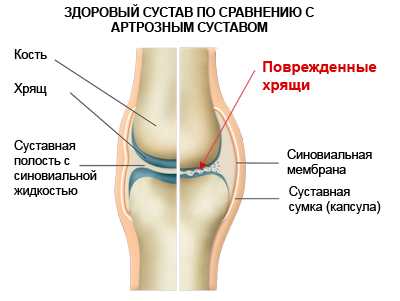 ЗДОРОВЫЙ СУСТАВ ПО СРАВНЕНИЮ С
АРТРОЗНЫМ СУСТАВОМ
Кость
Хрящ
Суставная
полость с
синовиальной
жидкостью
Поврежденные
хрящи
Синовиальная
мембрана
Суставная
сумка (капсула)